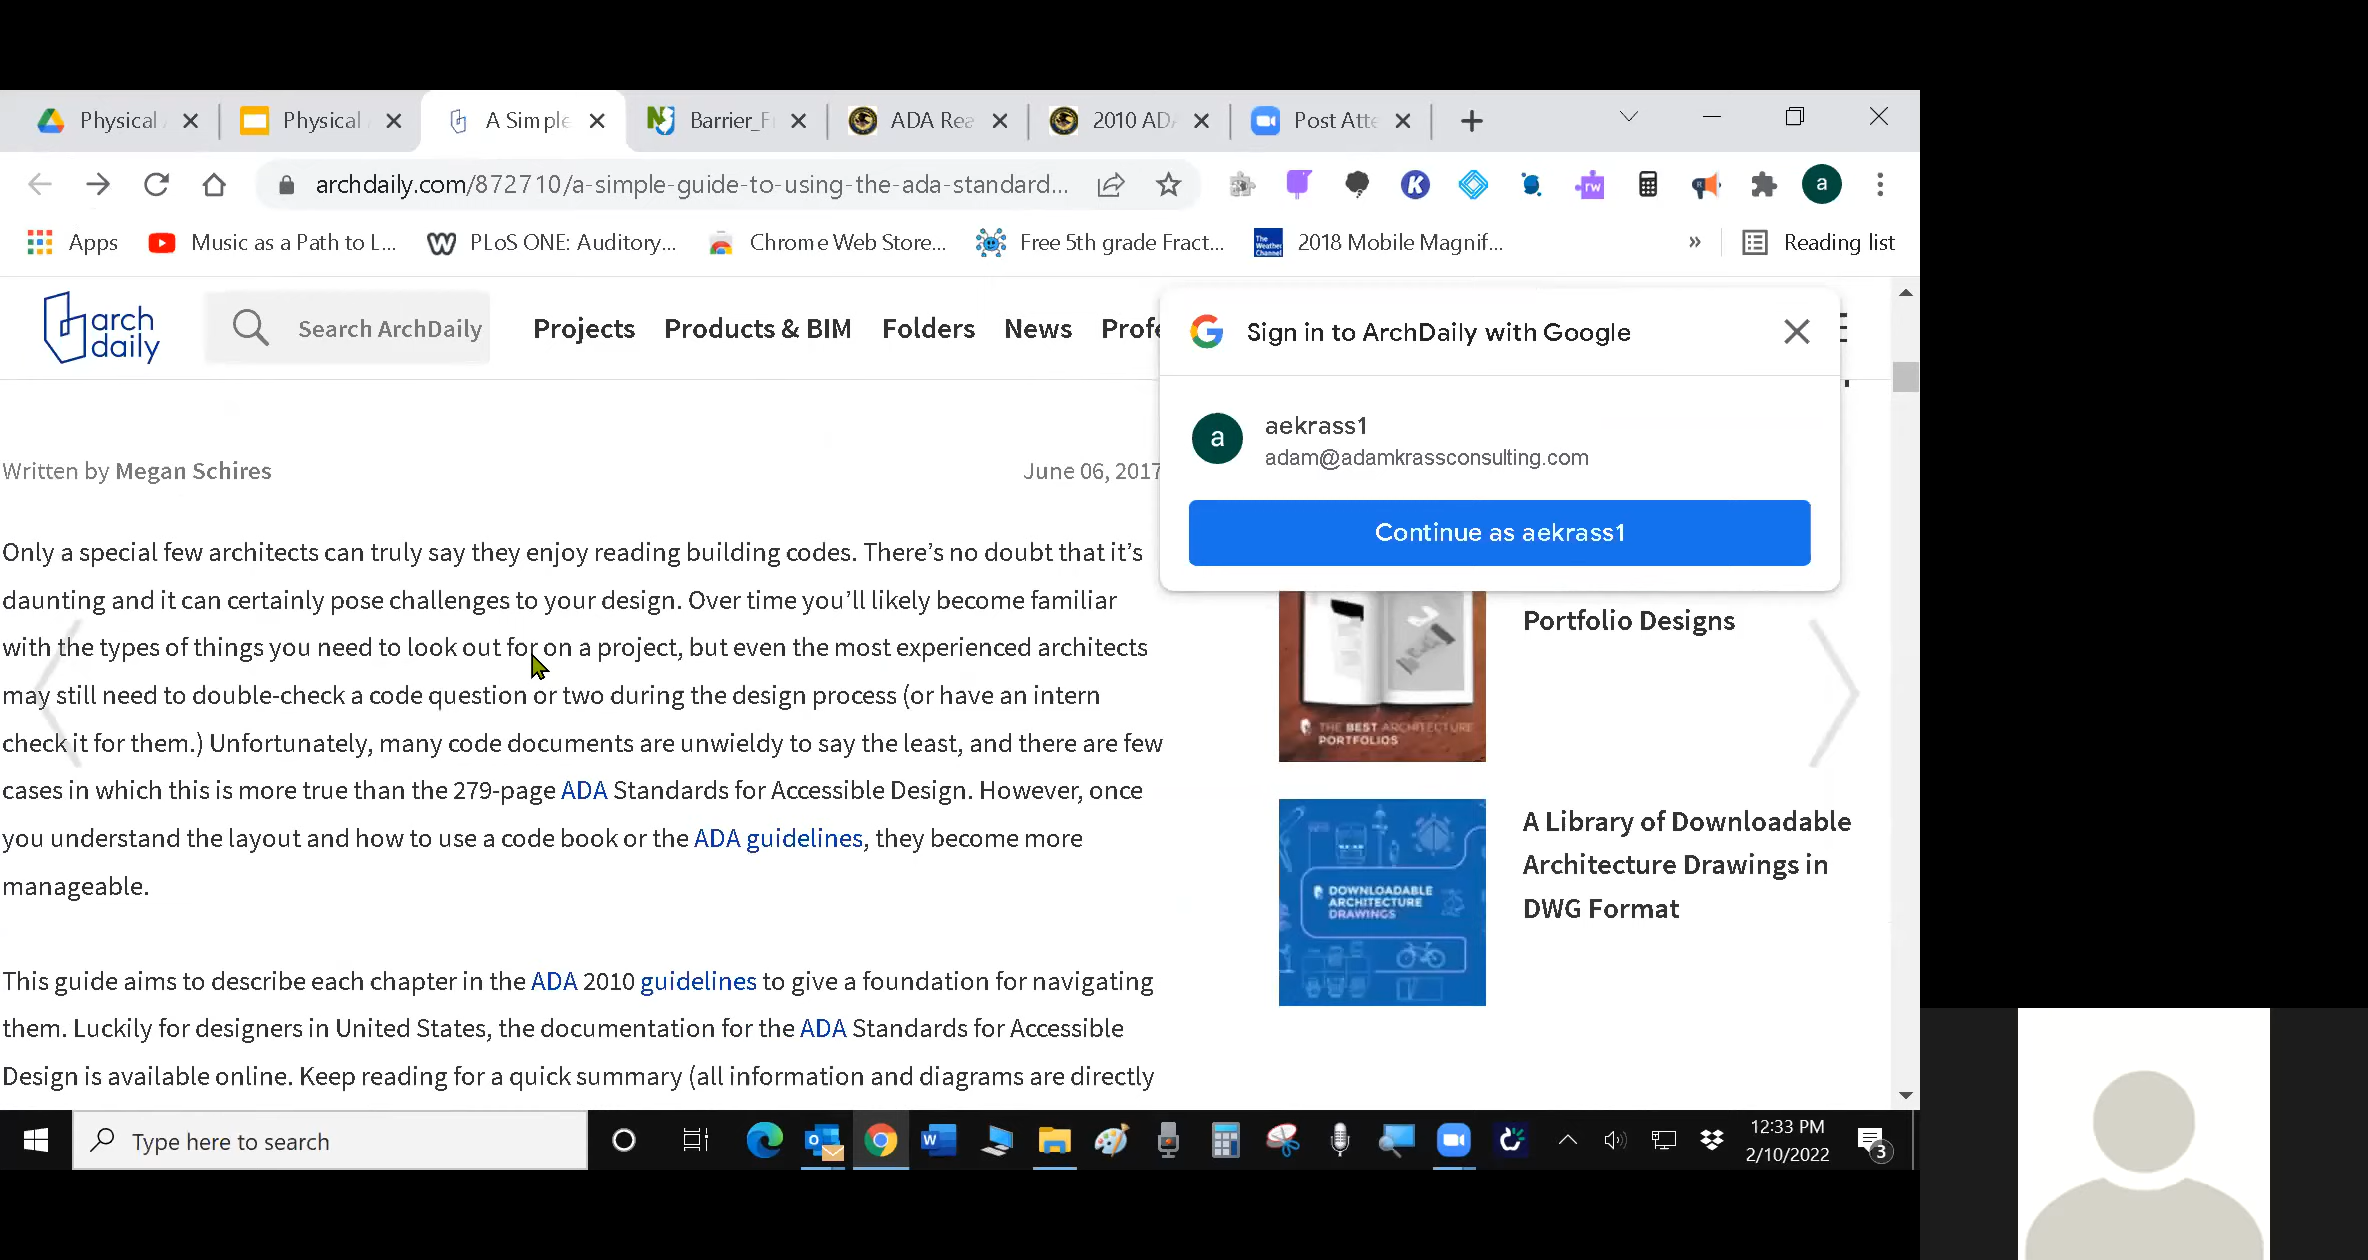 Physical
Physical
A Simple
Barrier_F
ADA Rea
2010 ADA
Post Atte
archdaily.com/872710/a-simple-guide-to-using-the-ada-standard...
K
rw
a
Apps
Music as a Path to L...
W
PLoS ONE: Auditory...
Chrome Web Store...
Free 5th grade Fract...
The Weather Channel
2018 Mobile Magnif...
»
Reading list
arch daily
Search ArchDaily
Projects
Products & BIM
Folders
News
Profe
Sign in to ArchDaily with Google
a
aekrass1
adam@adamkrassconsulting.com
Continue as aekrass1
Written by Megan Schires
June 06, 2017
Only a special few architects can truly say they enjoy reading building codes. There’s no doubt that it’s
daunting and it can certainly pose challenges to your design. Over time you’ll likely become familiar
with the types of things you need to look out for on a project, but even the most experienced architects
may still need to double-check a code question or two during the design process (or have an intern
check it for them.) Unfortunately, many code documents are unwieldy to say the least, and there are few
cases in which this is more true than the 279-page ADA Standards for Accessible Design. However, once
you understand the layout and how to use a code book or the ADA guidelines, they become more
manageable.
This guide aims to describe each chapter in the ADA 2010 guidelines to give a foundation for navigating
them. Luckily for designers in United States, the documentation for the ADA Standards for Accessible
Design is available online. Keep reading for a quick summary (all information and diagrams are directly
Portfolio Designs
THE BEST ARCHITECTURE
PORTFOLIOS
DOWNLOADABLE
ARCHITECTURE
DRAWINGS
A Library of Downloadable
Architecture Drawings in
DWG Format
Type here to search
12:33 PM
2/10/2022
3